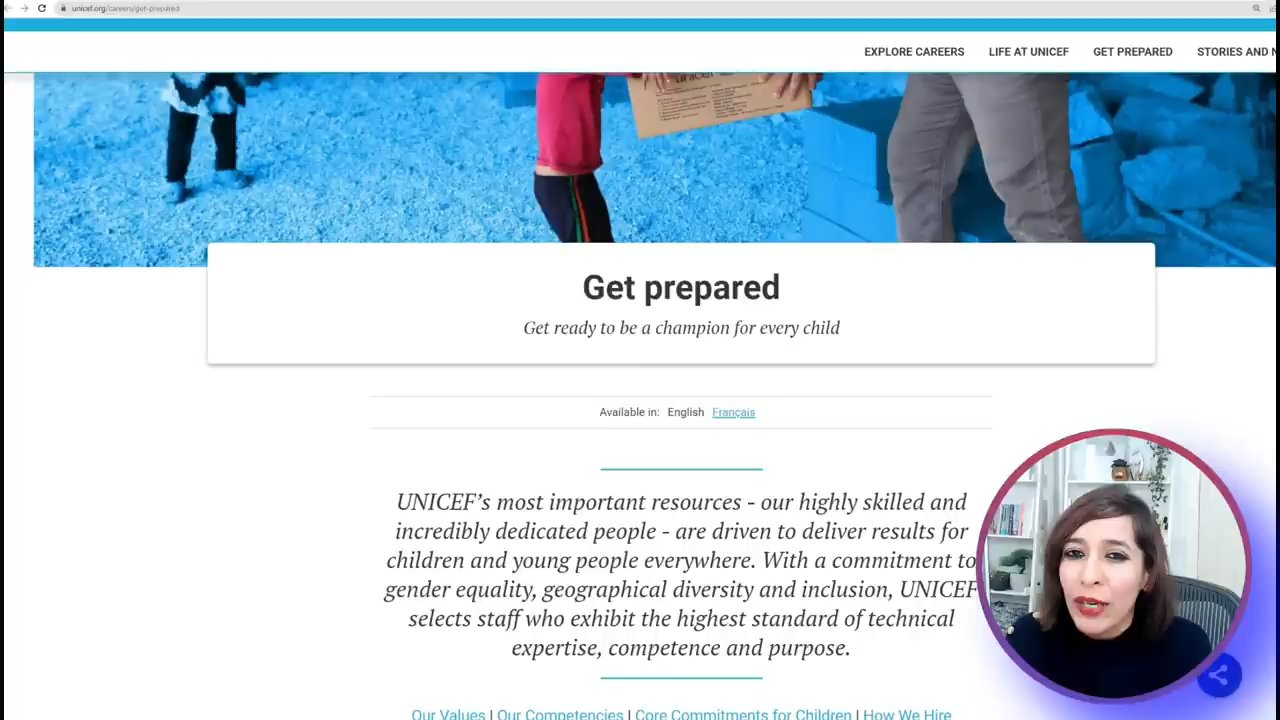 unicef.org/careers/get-prepared
EXPLORE CAREERS LIFE AT UNICEF GET PREPARED STORIES AND
unicef
Get prepared
Get ready to be a champion for every child
Available in: English Français
UNICEF’s most important resources - our highly skilled and
incredibly dedicated people - are driven to deliver results for
children and young people everywhere. With a commitment to
gender equality, geographical diversity and inclusion, UNICEF
selects staff who exhibit the highest standard of technical
expertise, competence and purpose.
Our Values | Our Competencies | Core Commitments for Children | How We Hire